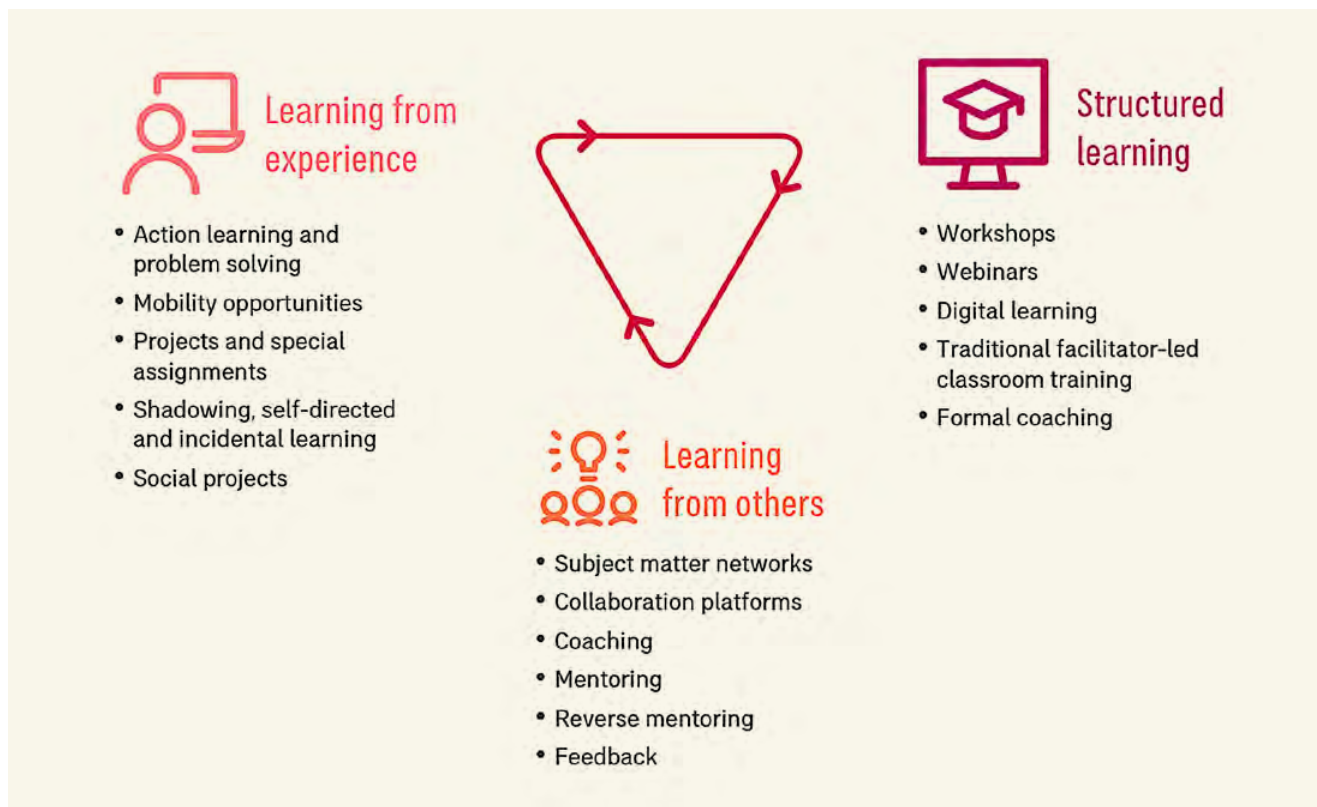 Learning from
experience
• Action learning and
problem solving
• Mobility opportunities
• Projects and special
assignments
• Shadowing, self-directed
and incidental learning
• Social projects
Learning
from others
• Subject matter networks
• Collaboration platforms
• Coaching
• Mentoring
• Reverse mentoring
• Feedback
Structured
learning
• Workshops
• Webinars
• Digital learning
• Traditional facilitator-led
classroom training
• Formal coaching